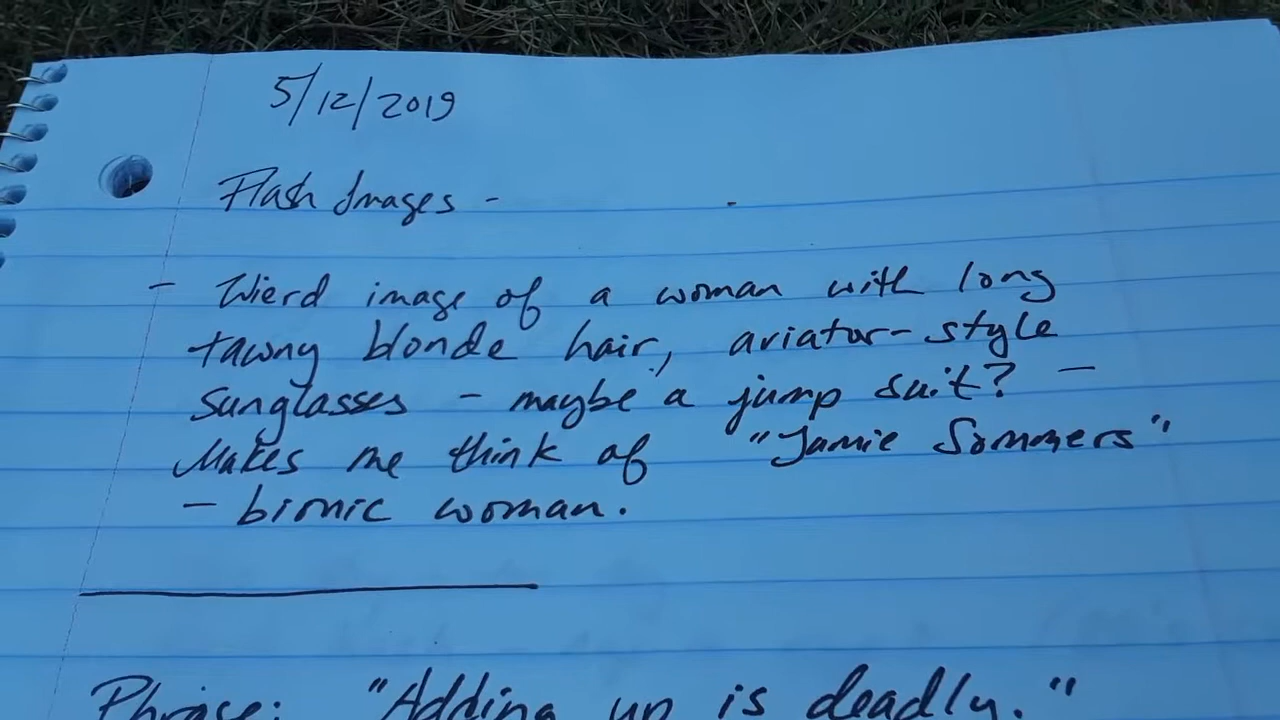 5/12/2019
Flash Images -
- Wierd image of a woman with long
tawny blonde hair, aviator-style
sunglasses - maybe a jump suit? -
Makes me think of "Jamie Sommers"
- bionic woman.
Phrase: "Adding up is deadly."